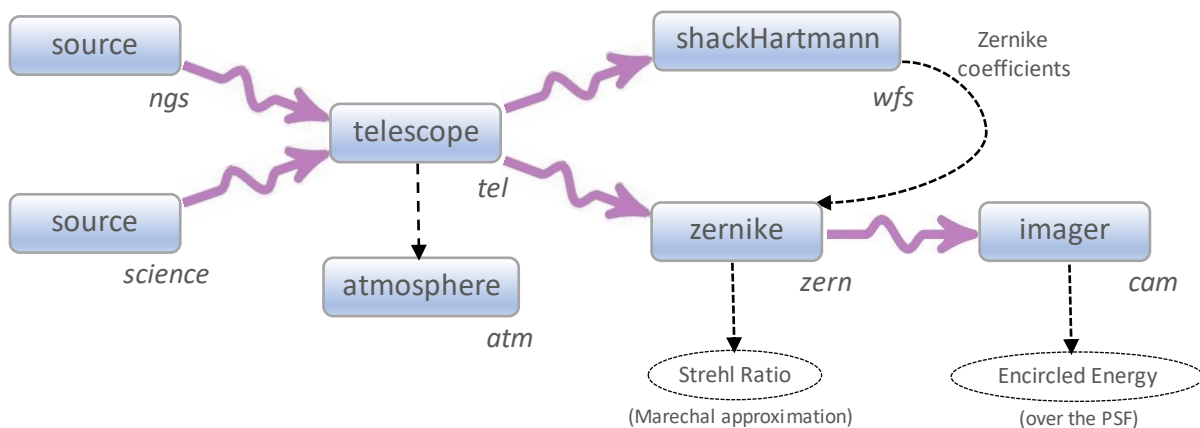 source
ngs
source
science
telescope
tel
atmosphere
atm
shackHartmann
wfs
Zernike
coefficients
zernike
zern
imager
cam
Strehl Ratio
(Marechal approximation)
Encircled Energy
(over the PSF)